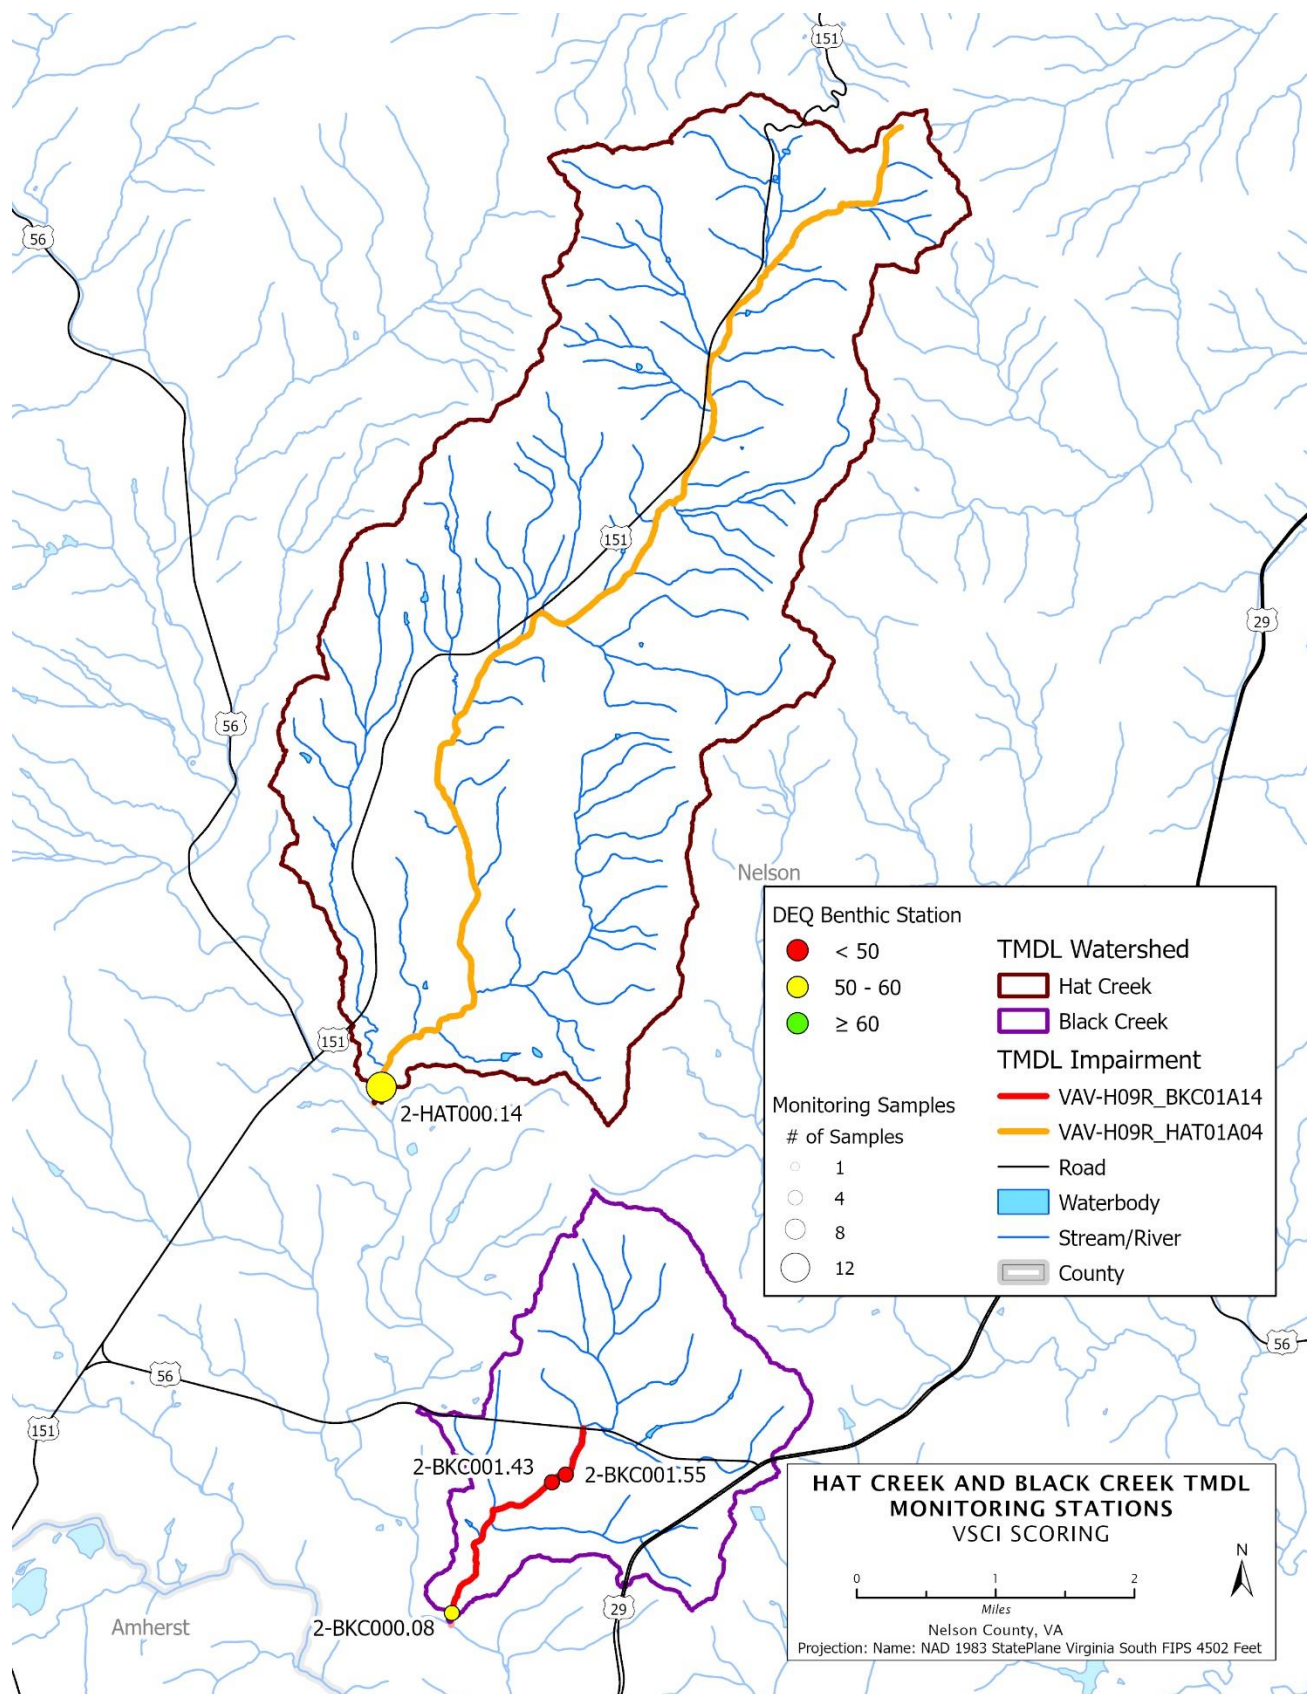 151
56
151
29
56
Nelson
DEQ Benthic Station
< 50
50 - 60
≥ 60
Monitoring Samples
# of Samples
1
4
8
12
TMDL Watershed
Hat Creek
Black Creek
TMDL Impairment
VAV-H09R_BKC01A14
VAV-H09R_HAT01A04
Road
Waterbody
Stream/River
County
151
2-HAT000.14
56
56
151
2-BKC001.43
2-BKC001.55
HAT CREEK AND BLACK CREEK TMDL
MONITORING STATIONS
VSCI SCORING
N
0 1 2
Miles
Nelson County, VA
Projection: Name: NAD 1983 StatePlane Virginia South FIPS 4502 Feet
29
Amherst
2-BKC000.08